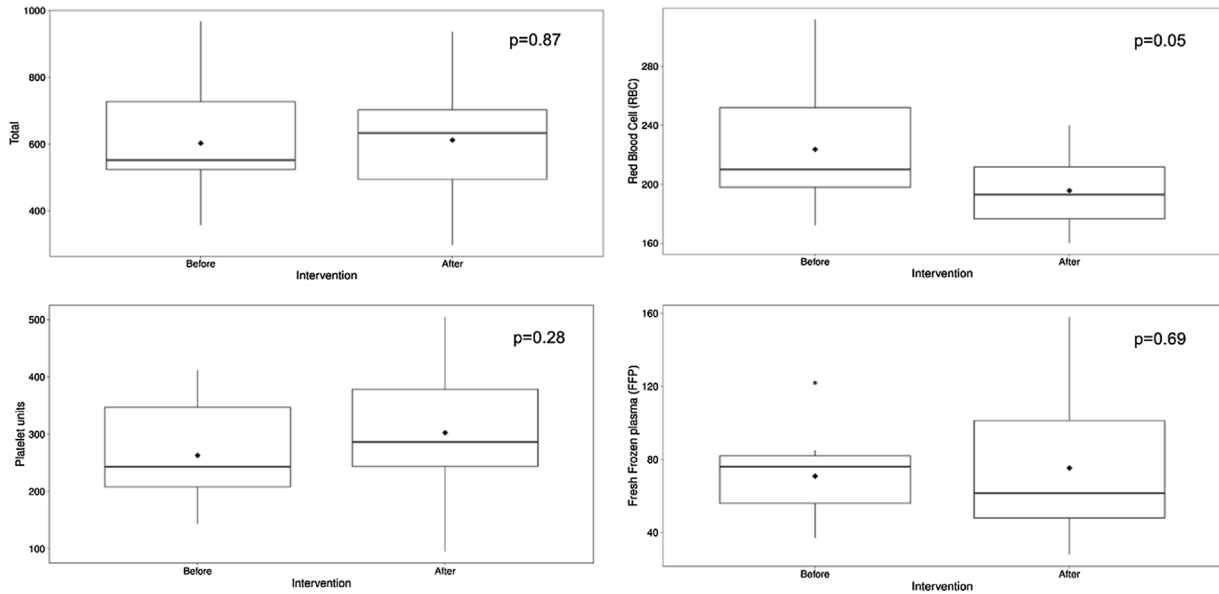 1000
800
600
400
Total
p=0.87
Before
After
Intervention
280
240
200
160
Red Blood Cell (RBC)
p=0.05
Before
After
Intervention
500
400
300
200
100
Platelet units
p=0.28
Before
After
Intervention
160
120
80
40
Fresh Frozen plasma (FFP)
p=0.69
Before
After
Intervention